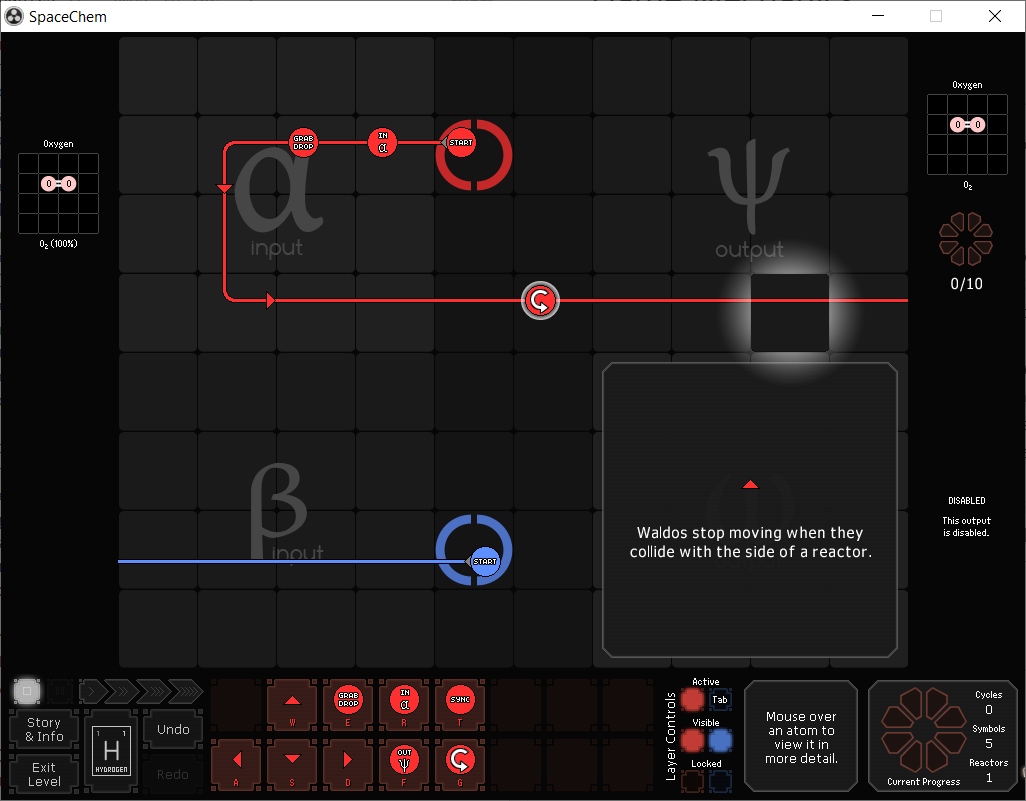 SpaceChem
Oxygen
O=O
O₂ (100%)
GRAB
DROP
IN
α
START
α
input
ψ
output
Oxygen
O=O
O₂
0/10
β
input
START
Waldos stop moving when they
collide with the side of a reactor.
DISABLED
This output
is disabled.
Story
& Info
Exit
Level
1 1
H
HYDROGEN
Undo
Redo
W
GRAB
DROP
E
IN
α
R
SYNC
T
A
S
D
OUT
ψ
F
G
Layer Controls
Active
Tab
Visible
Locked
Mouse over
an atom to
view it in
more detail.
Current Progress
Cycles
0
Symbols
5
Reactors
1